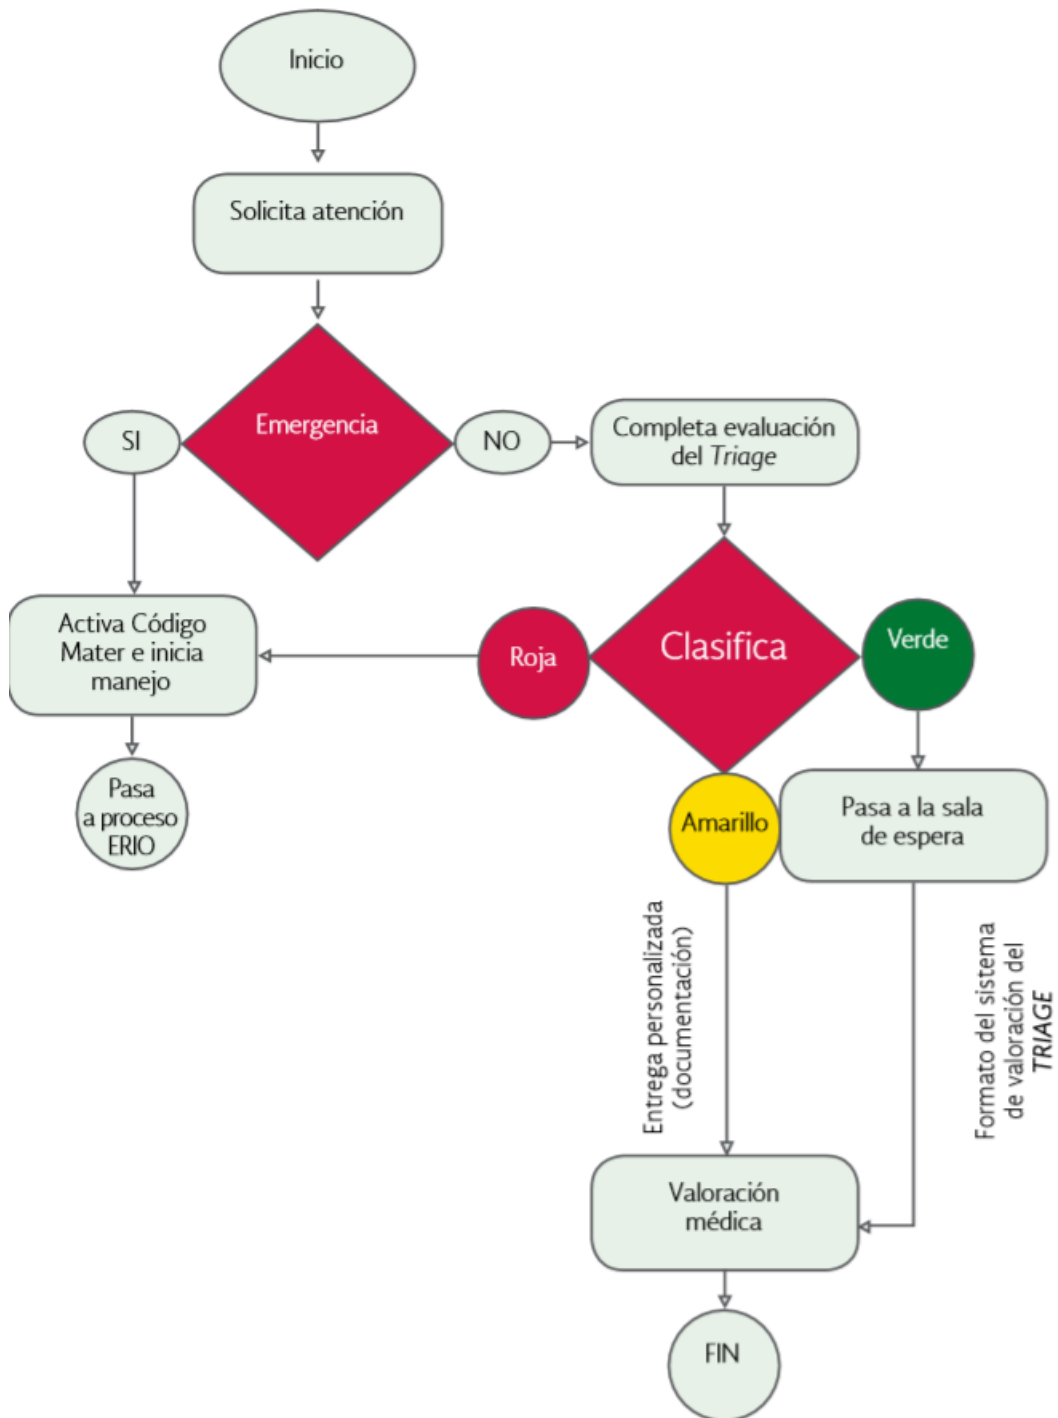 Inicio
Solicita atención
Emergencia
SI
NO
Completa evaluación
del Triage
Activa Código
Mater e inicia
manejo
Roja
Clasifica
Verde
Pasa
a proceso
ERIO
Amarillo
Pasa a la sala
de espera
Entrega personalizada
(documentación)
Formato del sistema
de valoración del
TRIAGE
Valoración
médica
FIN